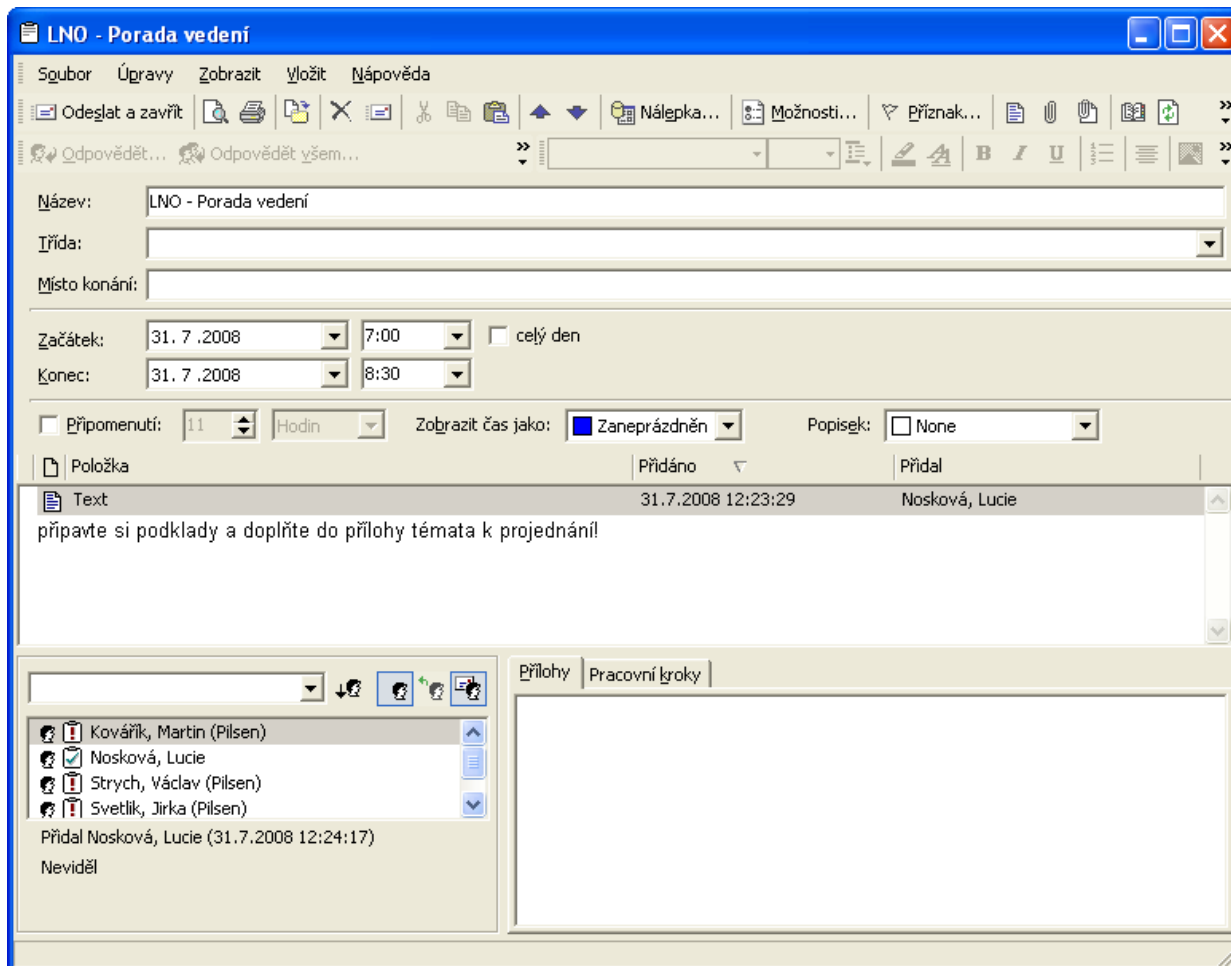 LNO - Porada vedení
Soubor Úpravy Zobrazit Vložit Nápověda
Odeslat a zavřít Nálepka... Možnosti... Příznak...
Odpovědět... Odpovědět všem... B I U
Název: LNO - Porada vedení
Třída:
Místo konání:
Začátek: 31. 7 .2008 7:00 celý den
Konec: 31. 7 .2008 8:30
Připomenutí: 11 Hodin Zobrazit čas jako: Zaneprázdněn Popisek: None
Položka Přidáno Přidal
Text 31.7.2008 12:23:29 Nosková, Lucie
připavte si podklady a doplňte do přílohy témata k projednání!
Přílohy Pracovní kroky
Kovářík, Martin (Pilsen)
Nosková, Lucie
Strych, Václav (Pilsen)
Svetlik, Jirka (Pilsen)
Přidal Nosková, Lucie (31.7.2008 12:24:17)
Neviděl